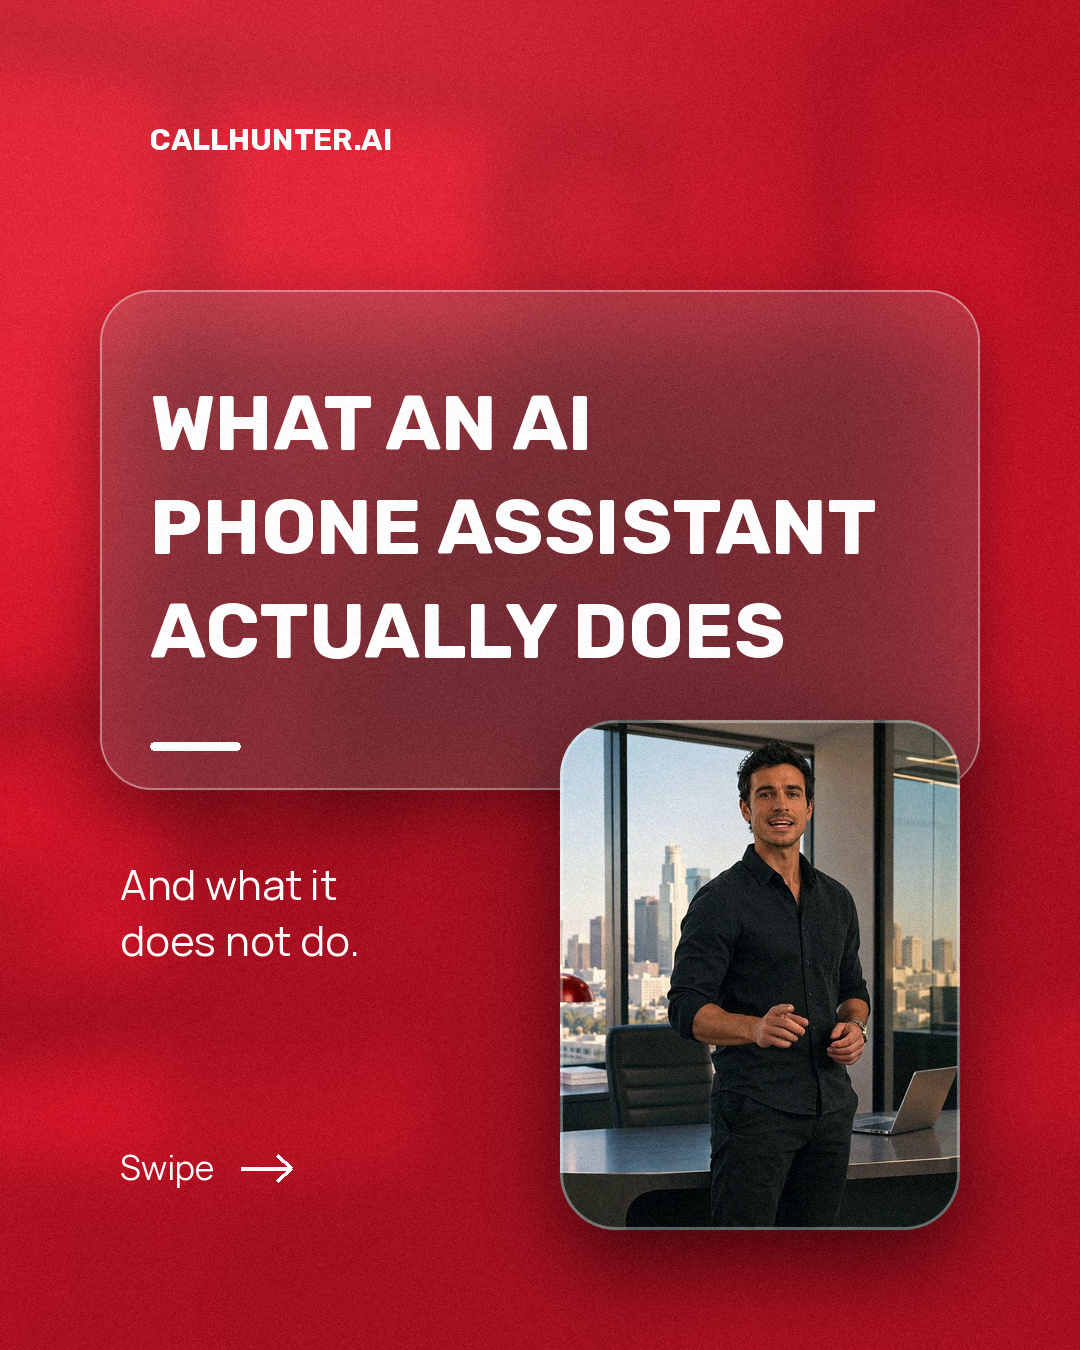 CALLHUNTER.AI
WHAT AN AI
PHONE ASSISTANT
ACTUALLY DOES
And what it
does not do.
Swipe